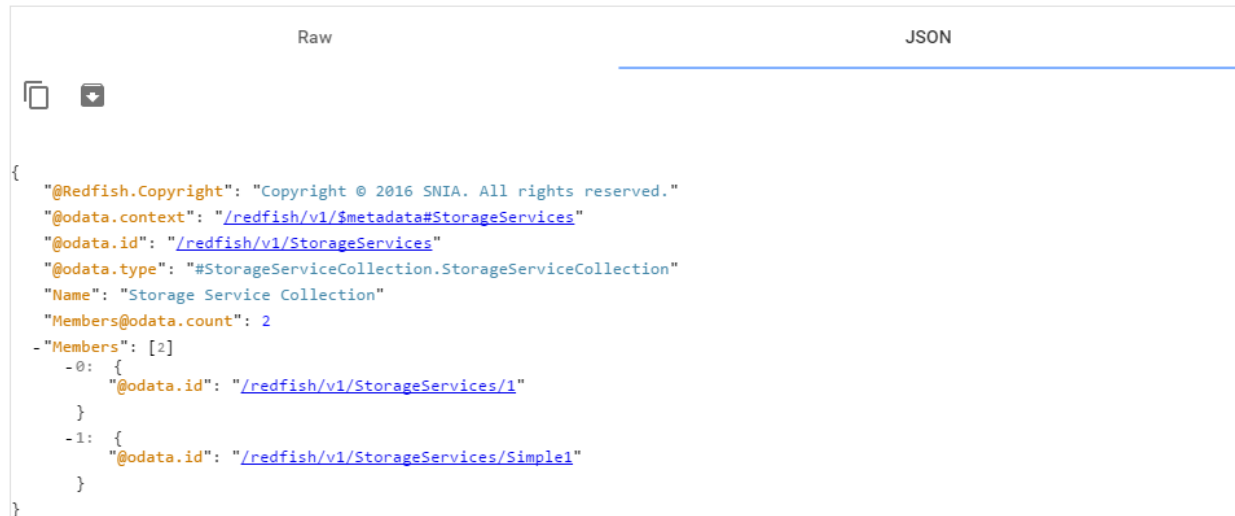 Raw JSON
{
"@Redfish.Copyright": "Copyright © 2016 SNIA. All rights reserved."
"@odata.context": "/redfish/v1/$metadata#StorageServices"
"@odata.id": "/redfish/v1/StorageServices"
"@odata.type": "#StorageServiceCollection.StorageServiceCollection"
"Name": "Storage Service Collection"
"Members@odata.count": 2
-"Members": [2]
-0: {
"@odata.id": "/redfish/v1/StorageServices/1"
}
-1: {
"@odata.id": "/redfish/v1/StorageServices/Simple1"
}
}